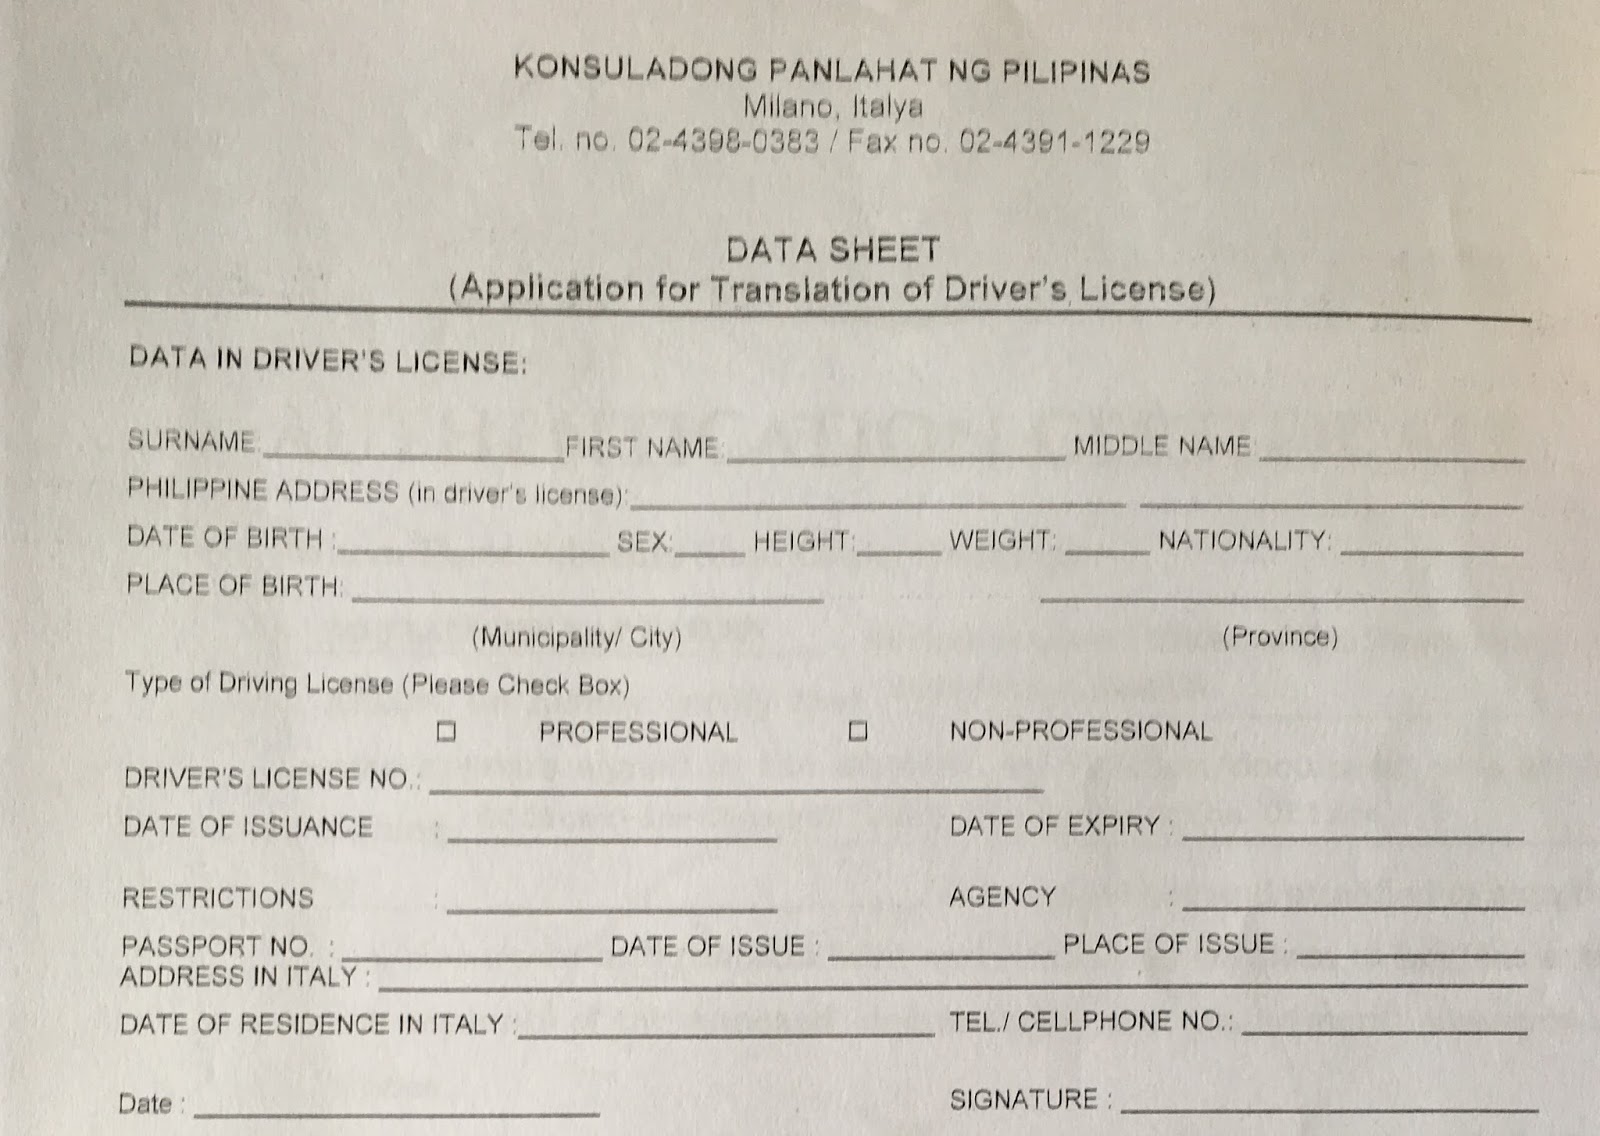 KONSULADONG PANLAHAT NG PILIPINAS
Milano, Italya
Tel. no. 02-4398-0383 / Fax no. 02-4391-1229
DATA SHEET
(Application for Translation of Driver's License)
DATA IN DRIVER'S LICENSE:
SURNAME: FIRST NAME: MIDDLE NAME:
PHILIPPINE ADDRESS (in driver's license):
DATE OF BIRTH : SEX: HEIGHT: WEIGHT: NATIONALITY:
PLACE OF BIRTH:
(Municipality/ City) (Province)
Type of Driving License (Please Check Box)
☐ PROFESSIONAL ☐ NON-PROFESSIONAL
DRIVER'S LICENSE NO.:
DATE OF ISSUANCE : DATE OF EXPIRY :
RESTRICTIONS : AGENCY :
PASSPORT NO. : DATE OF ISSUE : PLACE OF ISSUE :
ADDRESS IN ITALY :
DATE OF RESIDENCE IN ITALY : TEL./ CELLPHONE NO.:
Date : SIGNATURE :